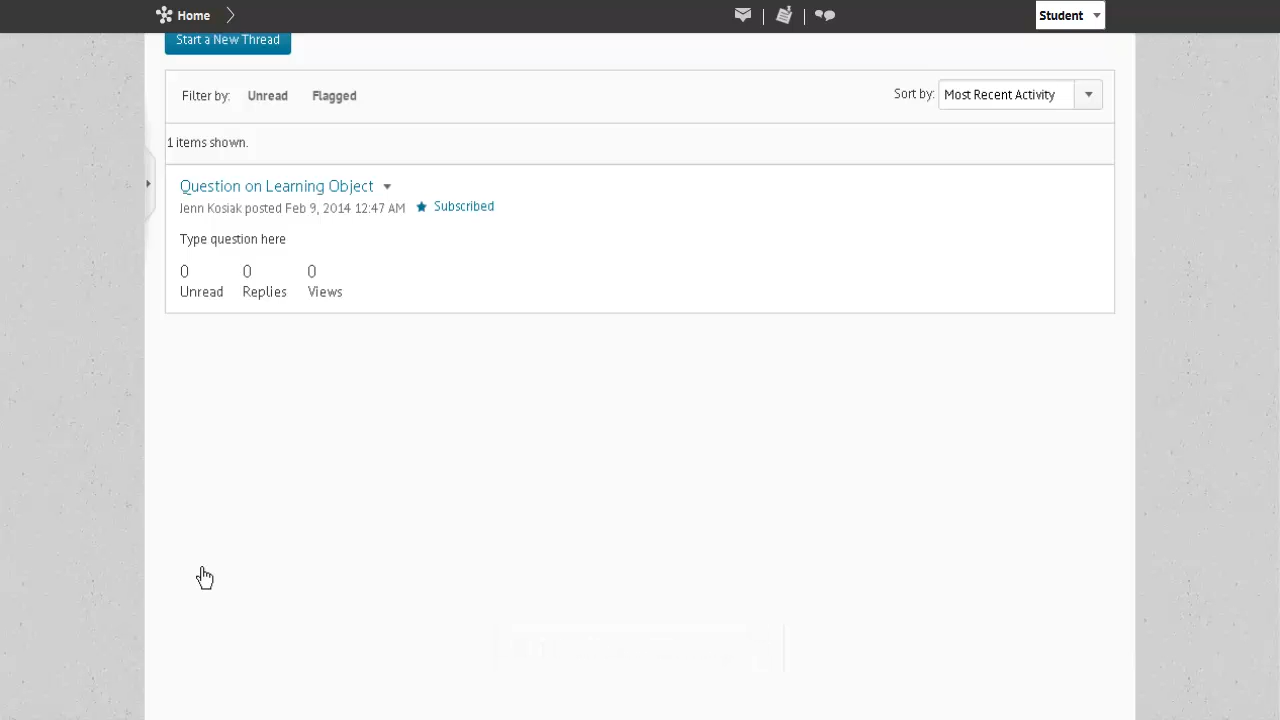 Home
Student
Start a New Thread
Filter by: Unread Flagged
Sort by: Most Recent Activity
1 items shown.
Question on Learning Object
Jenn Kosiak posted Feb 9, 2014 12:47 AM Subscribed
Type question here
0 0 0
Unread Replies Views